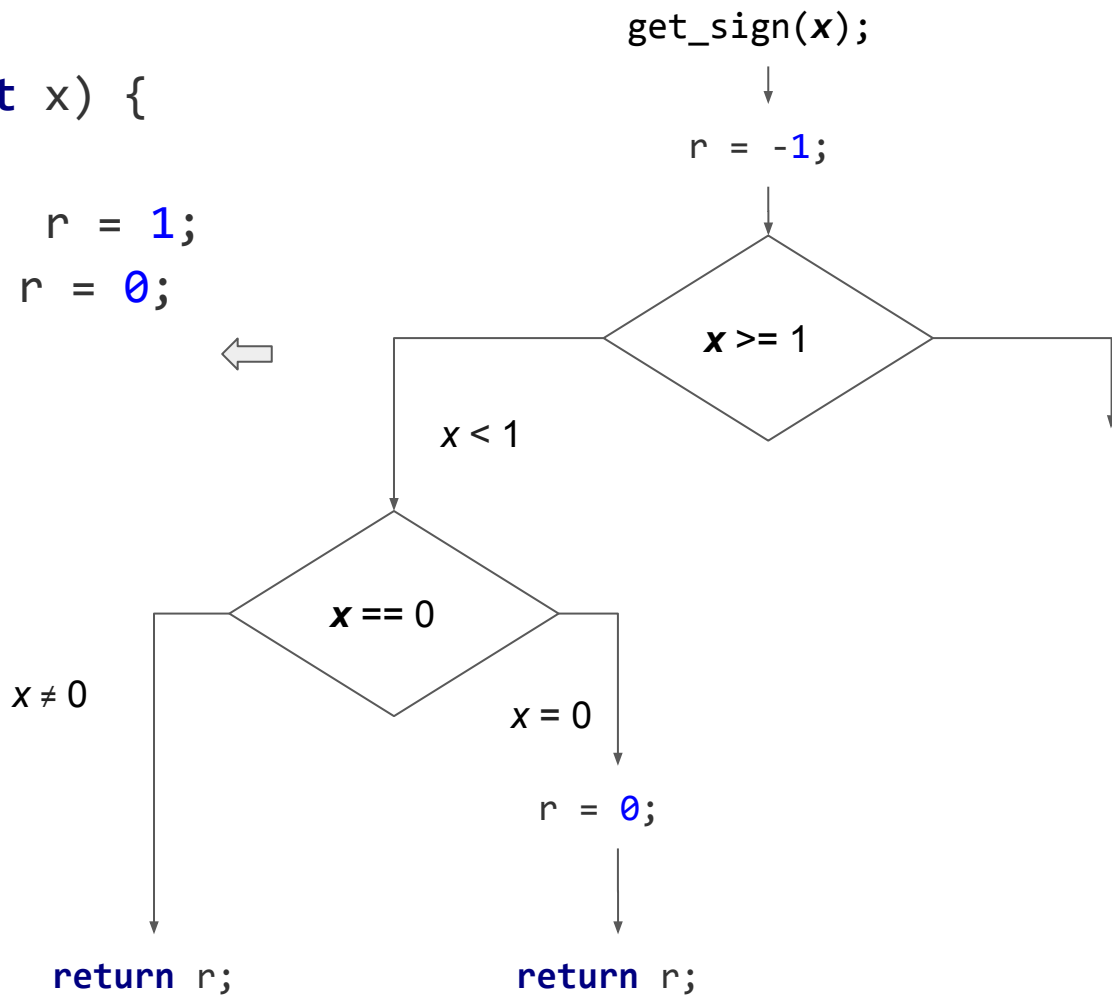 t x) {
r = 1;
r = 0;
get_sign(x);
r = -1;
x >= 1
x < 1
x == 0
x ≠ 0
x = 0
r = 0;
return r;
return r;